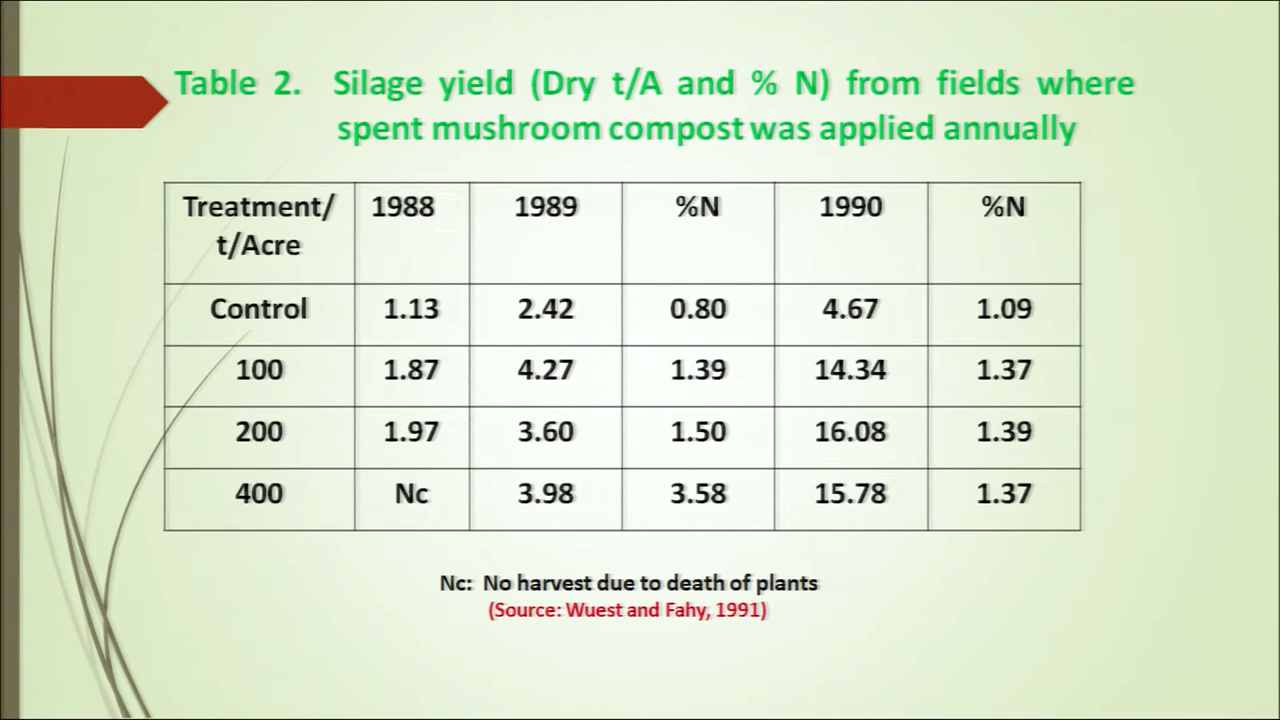 Table 2. Silage yield (Dry t/A and % N) from fields where
spent mushroom compost was applied annually
Treatment/ 1988 1989 %N 1990 %N
t/Acre
Control 1.13 2.42 0.80 4.67 1.09
100 1.87 4.27 1.39 14.34 1.37
200 1.97 3.60 1.50 16.08 1.39
400 Nc 3.98 3.58 15.78 1.37
Nc: No harvest due to death of plants
(Source: Wuest and Fahy, 1991)